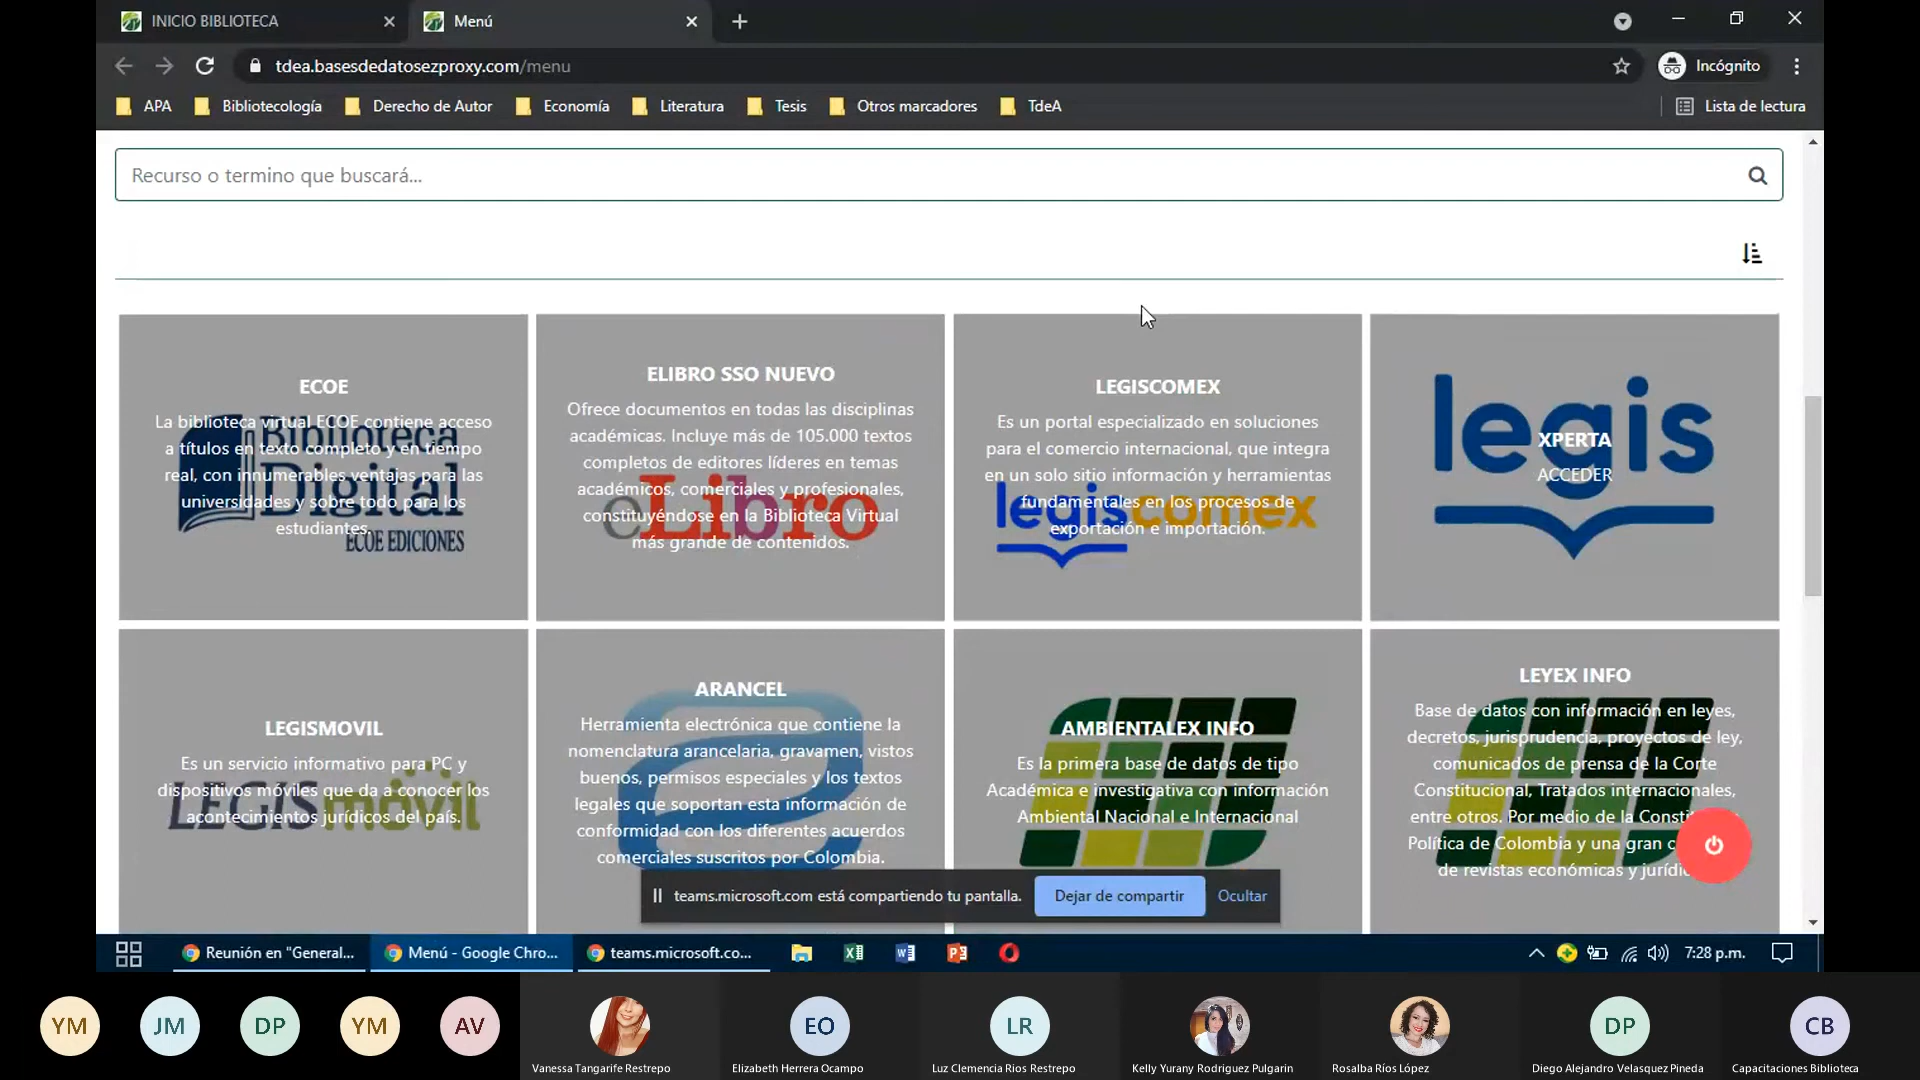 INICIO BIBLIOTECA
Menú
tdea.basesdedatosezproxy.com/menu
Incógnito
APA
Bibliotecología
Derecho de Autor
Economía
Literatura
Tesis
Otros marcadores
TdeA
Lista de lectura
Recurso o termino que buscará...
ECOE
La biblioteca virtual ECOE contiene acceso
a títulos en texto completo y en tiempo
real, con innumerables ventajas para las
universidades y sobre todo para los
estudiantes.
Biblioteca
Digital
ECOE EDICIONES
ELIBRO SSO NUEVO
Ofrece documentos en todas las disciplinas
académicas. Incluye más de 105.000 textos
completos de editores líderes en temas
académicos, comerciales y profesionales,
constituyéndose en la Biblioteca Virtual
más grande de contenidos.
eLibro
LEGISCOMEX
Es un portal especializado en soluciones
para el comercio internacional, que integra
en un solo sitio información y herramientas
fundamentales en los procesos de
exportación e importación.
legiscomex
legis
XPERTA
ACCEDER
LEGISMOVIL
Es un servicio informativo para PC y
dispositivos móviles que da a conocer los
acontecimientos jurídicos del país.
LEGISmóvil
ARANCEL
Herramienta electrónica que contiene la
nomenclatura arancelaria, gravamen, vistos
buenos, permisos especiales y los textos
legales que soportan esta información de
conformidad con los diferentes acuerdos
comerciales suscritos por Colombia.
AMBIENTALEX INFO
Es la primera base de datos de tipo
Académica e investigativa con información
Ambiental Nacional e Internacional
LEYEX INFO
Base de datos con información en leyes,
decretos, jurisprudencia, proyectos de ley,
comunicados de prensa de la Corte
Constitucional, Tratados internacionales,
entre otros. Por medio de la
Política de Colombia y una gran
de revistas económicas y
teams.microsoft.com está compartiendo tu pantalla.
Dejar de compartir
Ocultar
Reunión en "General...
Menú - Google Chro...
teams.microsoft.co...
7:28 p.m.
YM
JM
DP
YM
AV
EO
LR
DP
CB
Vanessa Tangarife Restrepo
Elizabeth Herrera Ocampo
Luz Clemencia Rios Restrepo
Kelly Yurany Rodriguez Pulgarin
Rosalba Ríos López
Diego Alejandro Velasquez Pineda
Capacitaciones Biblioteca